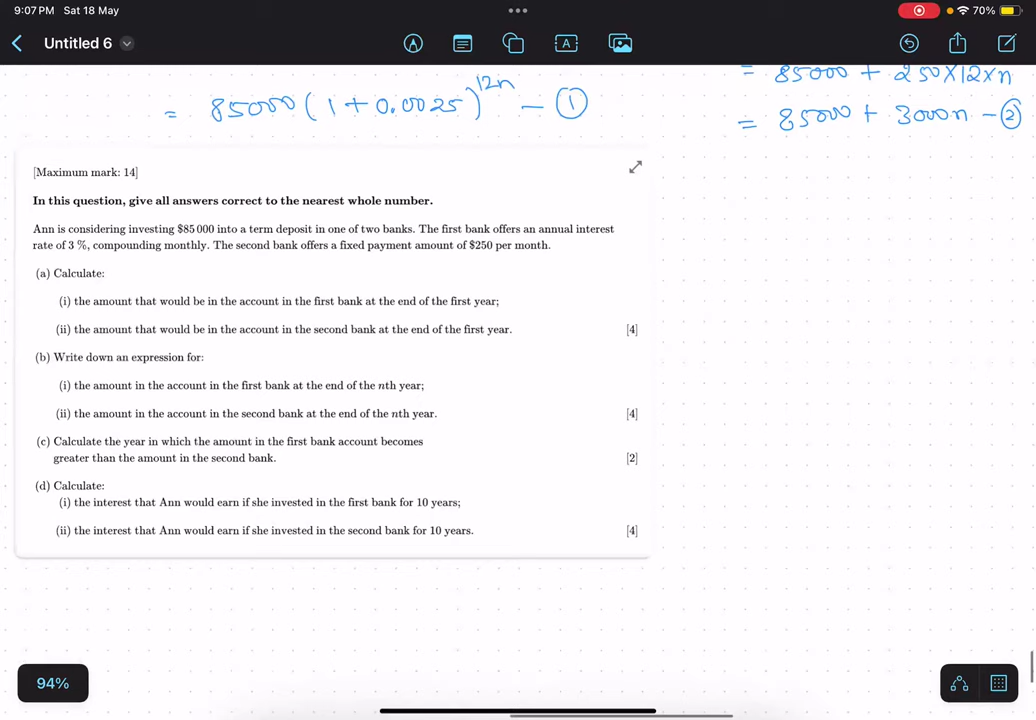 9:07 PM Sat 18 May
70%
Untitled 6
= 85000 + 250×12×n
= 85000 (1 + 0.0025)^12n — ①
= 85000 + 3000n — ②
[Maximum mark: 14]
In this question, give all answers correct to the nearest whole number.
Ann is considering investing $85 000 into a term deposit in one of two banks. The first bank offers an annual interest
rate of 3 %, compounding monthly. The second bank offers a fixed payment amount of $250 per month.
(a) Calculate:
(i) the amount that would be in the account in the first bank at the end of the first year;
(ii) the amount that would be in the account in the second bank at the end of the first year. [4]
(b) Write down an expression for:
(i) the amount in the account in the first bank at the end of the nth year;
(ii) the amount in the account in the second bank at the end of the nth year. [4]
(c) Calculate the year in which the amount in the first bank account becomes
greater than the amount in the second bank. [2]
(d) Calculate:
(i) the interest that Ann would earn if she invested in the first bank for 10 years;
(ii) the interest that Ann would earn if she invested in the second bank for 10 years. [4]
94%